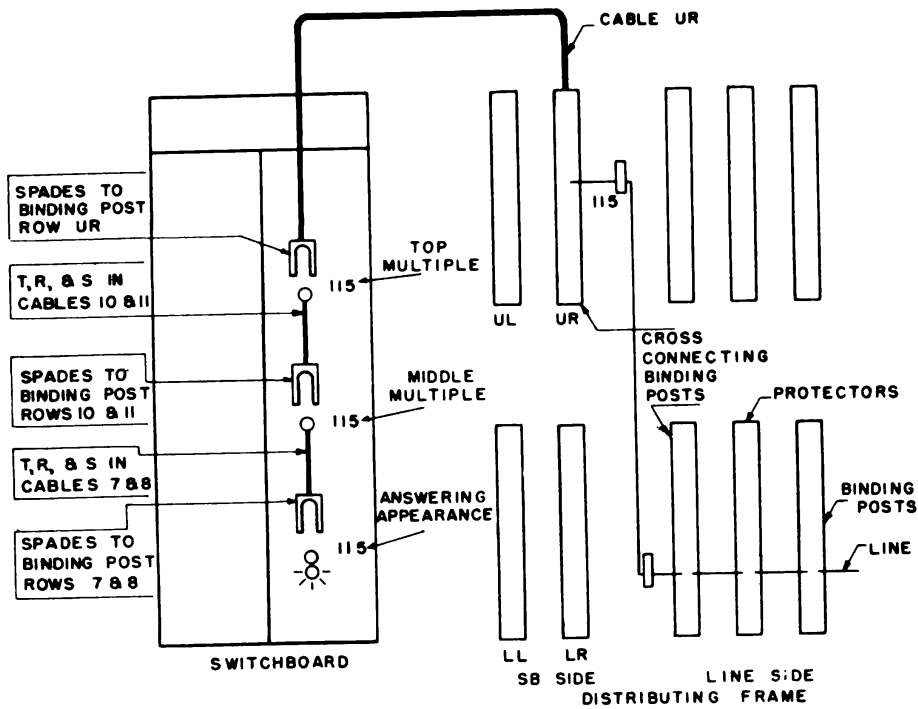 CABLE UR
SPADES TO
BINDING POST
ROW UR
T,R, & S IN
CABLES 10 & 11
SPADES TO
BINDING POST
ROWS 10 & 11
T,R, & S IN
CABLES 7 & 8
SPADES TO
BINDING POST
ROWS 7 & 8
TOP
MULTIPLE
115
MIDDLE
MULTIPLE
115
ANSWERING
APPEARANCE
115
SWITCHBOARD
115
UL
UR
CROSS
CONNECTING
BINDING
POSTS
PROTECTORS
BINDING
POSTS
LINE
LL
LR
SB SIDE
LINE SIDE
DISTRIBUTING FRAME